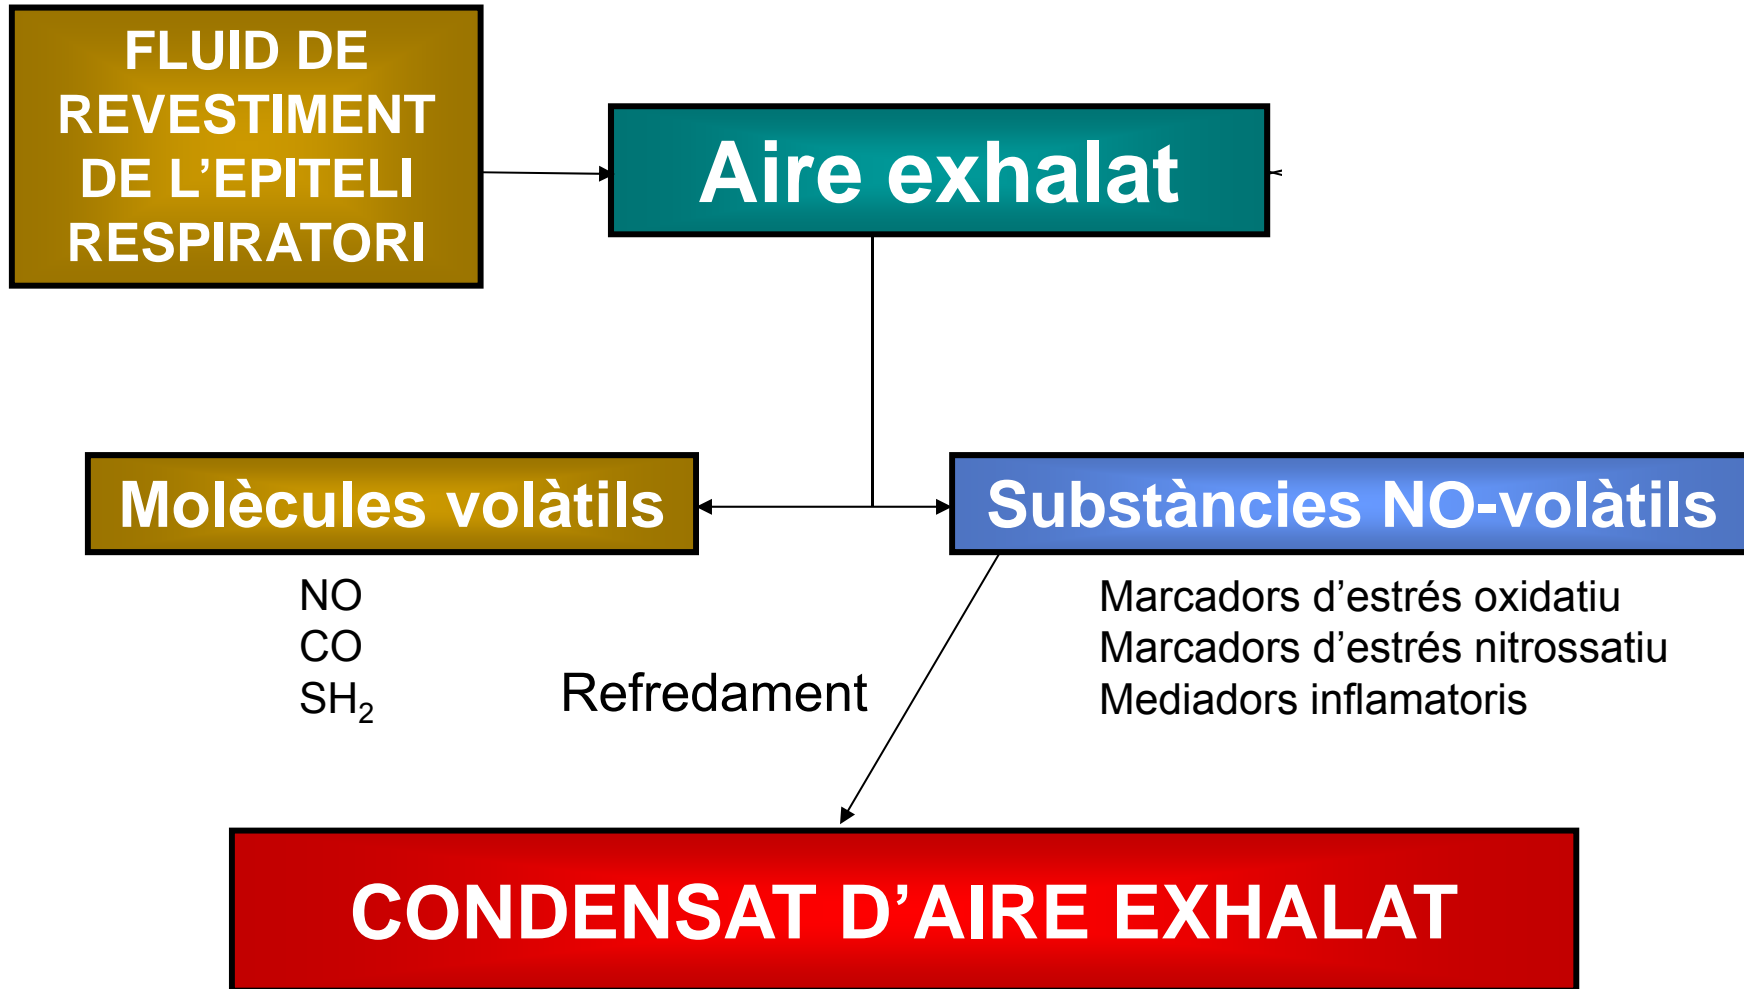 FLUID DE
REVESTIMENT
DE L’EPITELI
RESPIRATORI
Aire exhalat
Molècules volàtils
Substàncies NO-volàtils
NO
CO
SH₂
Refredament
Marcadors d’estrés oxidatiu
Marcadors d’estrés nitrossatiu
Mediadors inflamatoris
CONDENSAT D’AIRE EXHALAT